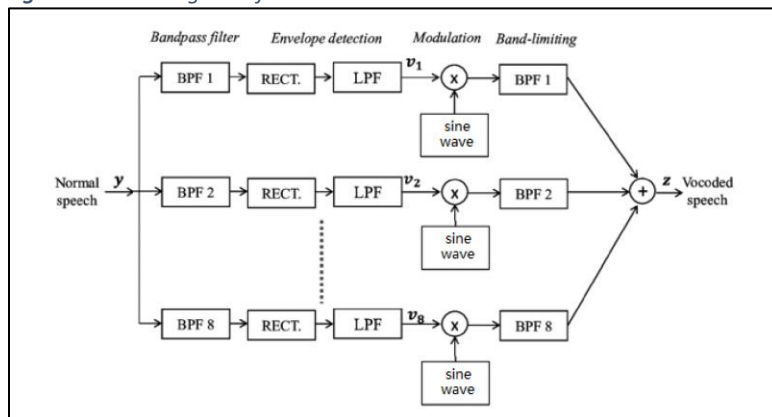 Bandpass filter Envelope detection Modulation Band-limiting
BPF 1 RECT. LPF v₁ x BPF 1
sine
wave
Normal
speech
y
BPF 2 RECT. LPF v₂ x BPF 2 + z Vocoded
speech
sine
wave
BPF 8 RECT. LPF v₈ x BPF 8
sine
wave